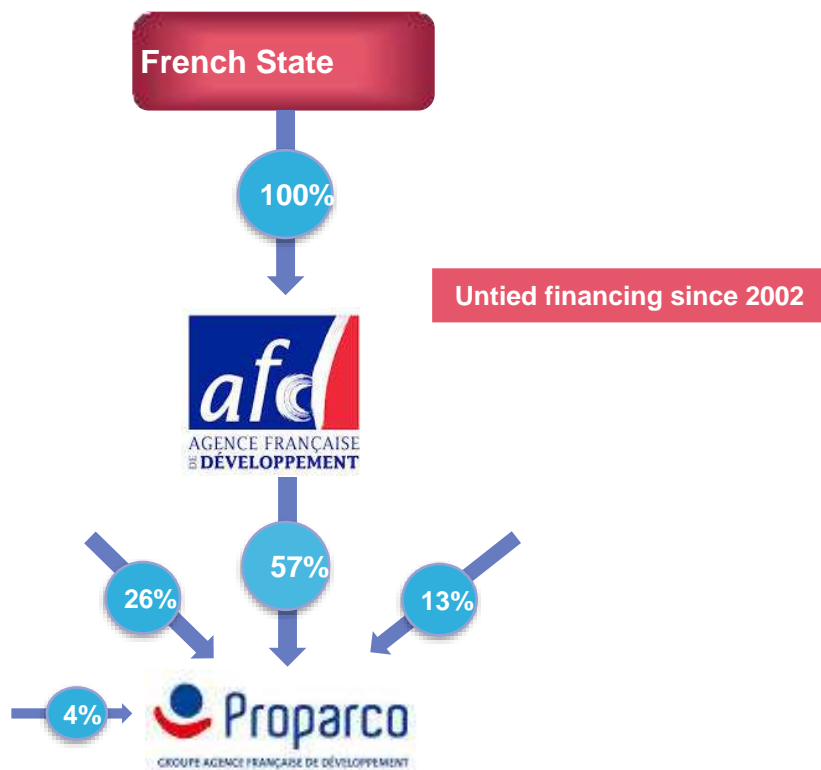 French State
100%
Untied financing since 2002
afd
AGENCE FRANÇAISE
DE DÉVELOPPEMENT
57%
26%
13%
4%
Proparco
GROUPE AGENCE FRANÇAISE DE DÉVELOPPEMENT